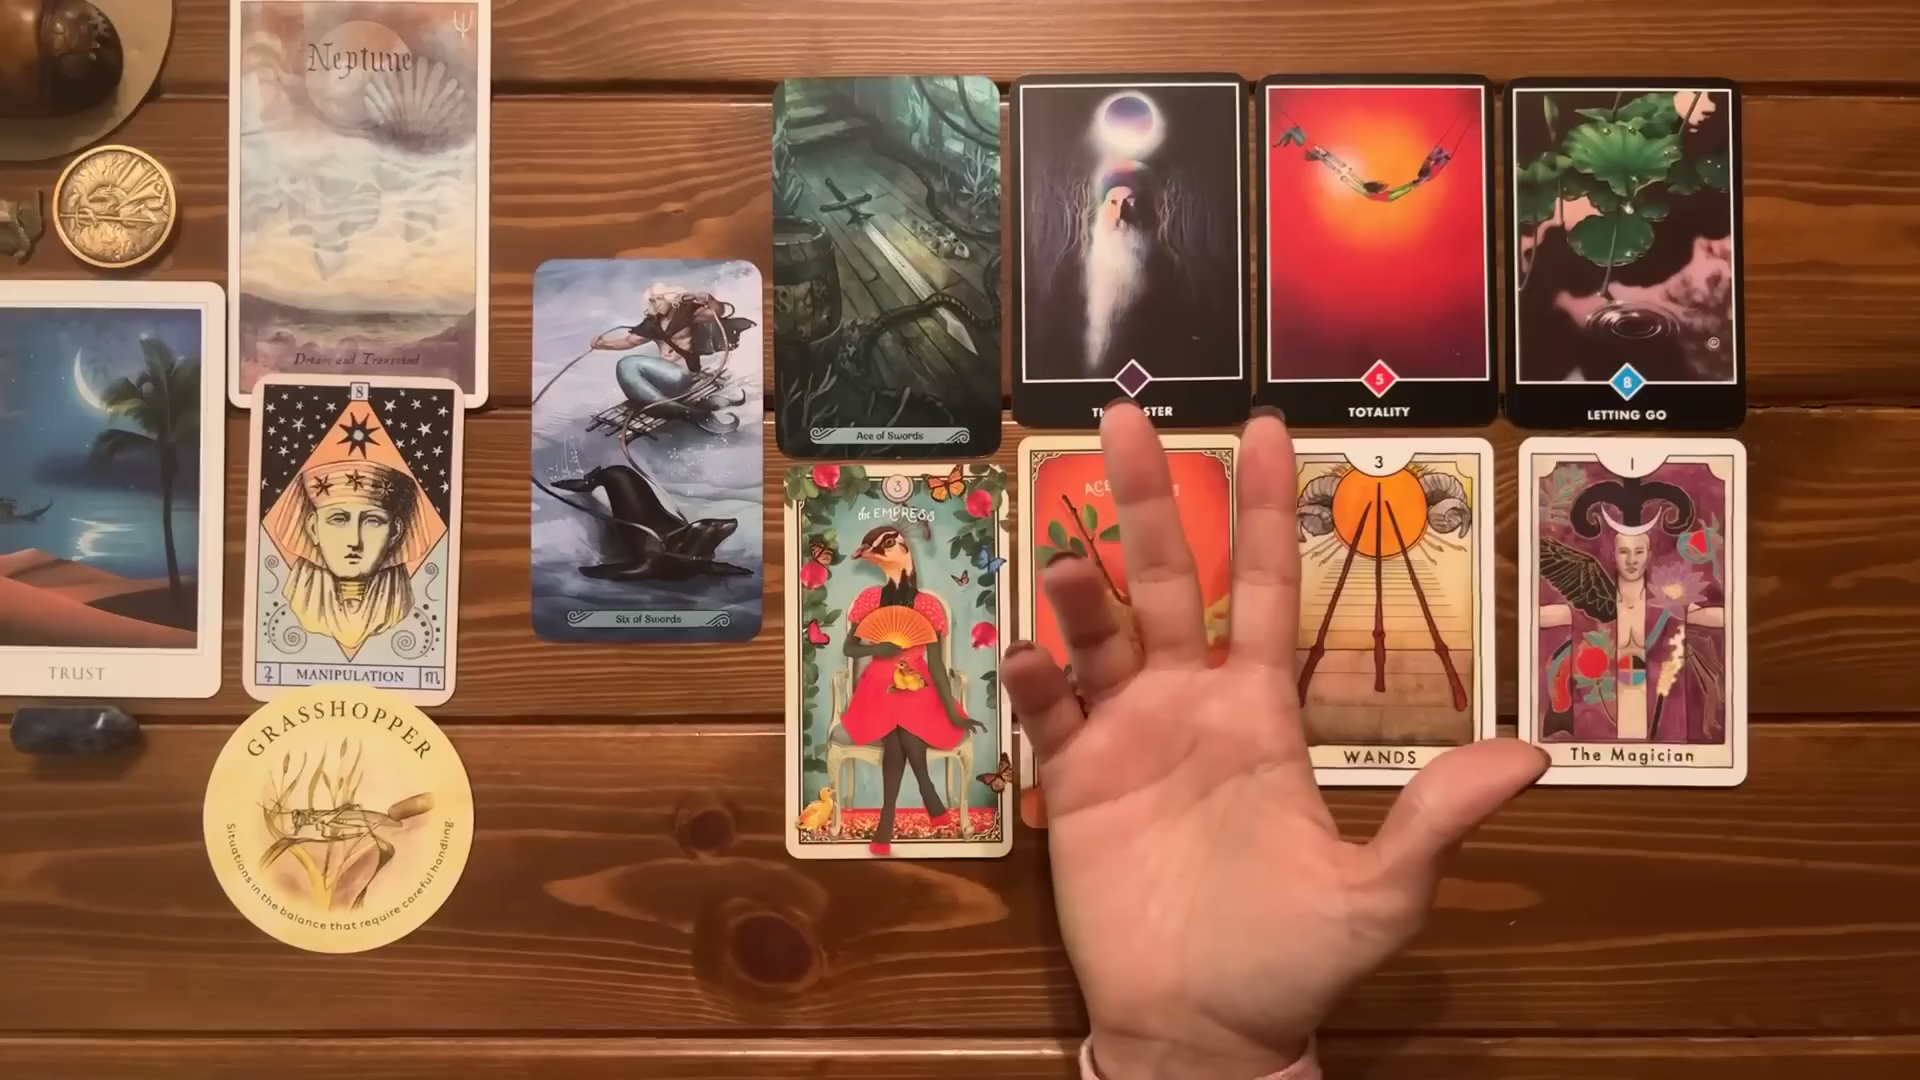 Neptune
Dream and Transcend
TRUST
8
MANIPULATION
GRASSHOPPER
Situations in the balance that require careful handling.
Six of Swords
Ace of Swords
3
the EMPRESS
5
TOTALITY
8
LETTING GO
3
WANDS
1
The Magician